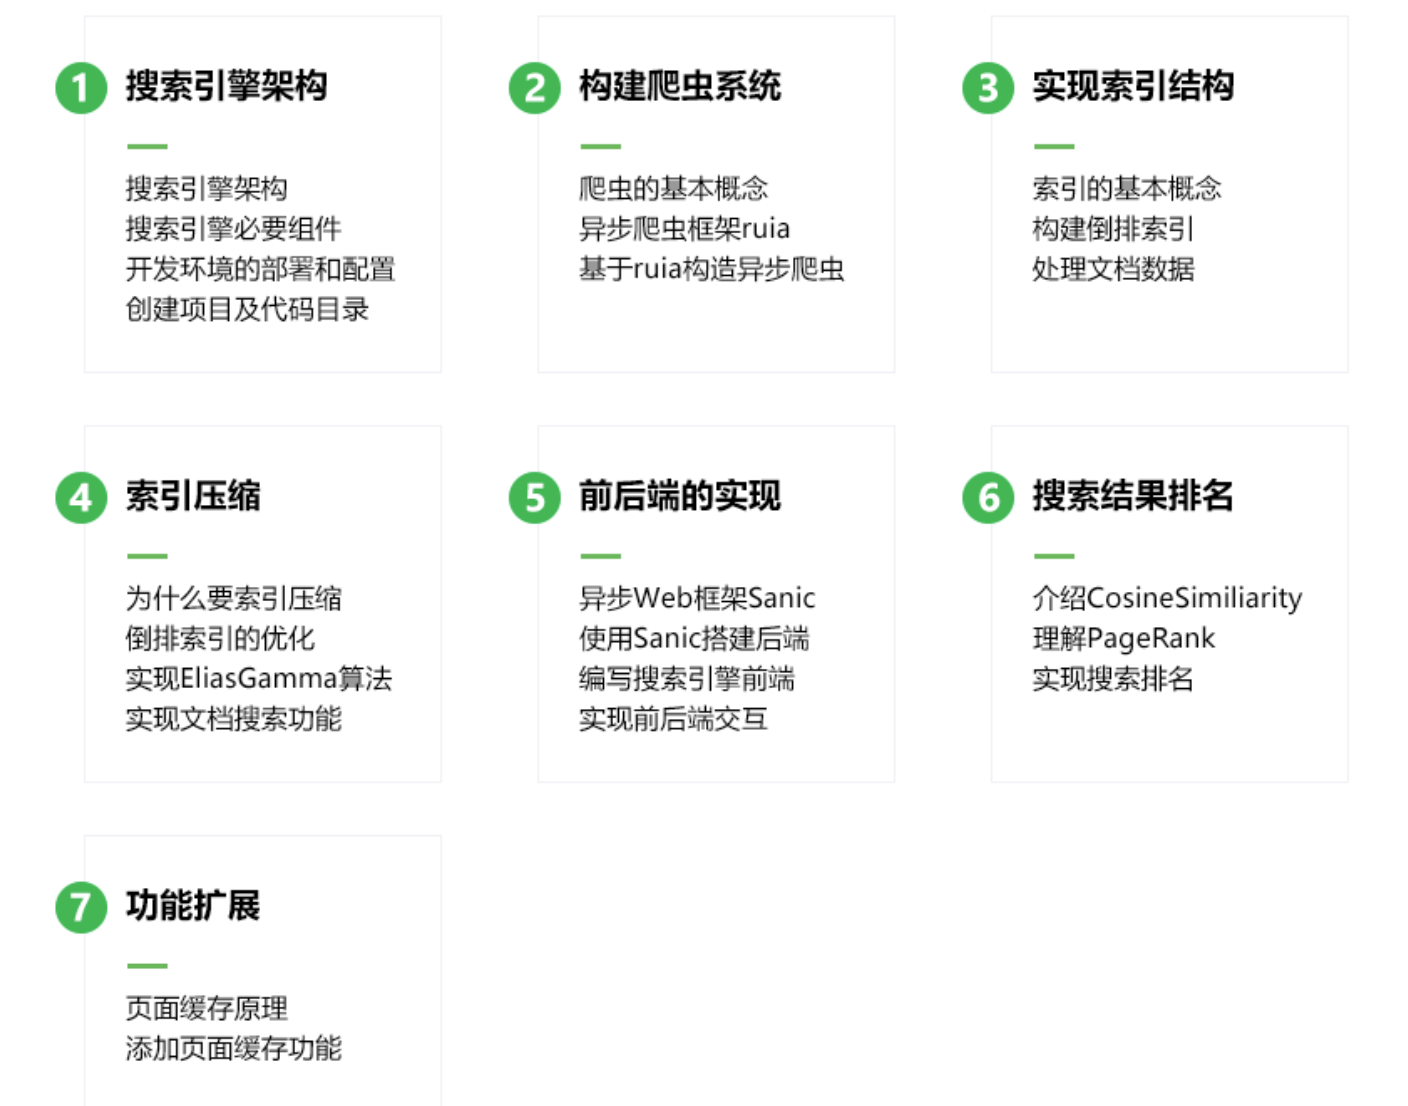 1 搜索引擎架构
搜索引擎架构
搜索引擎必要组件
开发环境的部署和配置
创建项目及代码目录
2 构建爬虫系统
爬虫的基本概念
异步爬虫框架ruia
基于ruia构造异步爬虫
3 实现索引结构
索引的基本概念
构建倒排索引
处理文档数据
4 索引压缩
为什么要索引压缩
倒排索引的优化
实现EliasGamma算法
实现文档搜索功能
5 前后端的实现
异步Web框架Sanic
使用Sanic搭建后端
编写搜索引擎前端
实现前后端交互
6 搜索结果排名
介绍CosineSimiliarity
理解PageRank
实现搜索排名
7 功能扩展
页面缓存原理
添加页面缓存功能